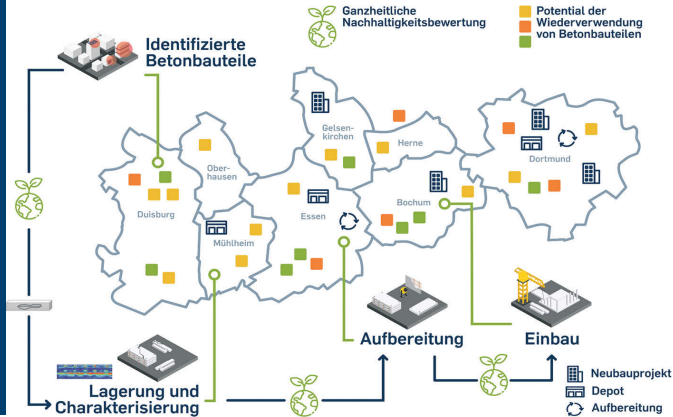 Ganzheitliche
Nachhaltigkeitsbewertung
Potential der
Wiederverwendung
von Betonbauteilen
Identifizierte
Betonbauteile
Gelsen-
kirchen
Herne
Dortmund
Ober-
hausen
Duisburg
Mühlheim
Essen
Bochum
Aufbereitung
Einbau
Lagerung und
Charakterisierung
Neubauprojekt
Depot
Aufbereitung